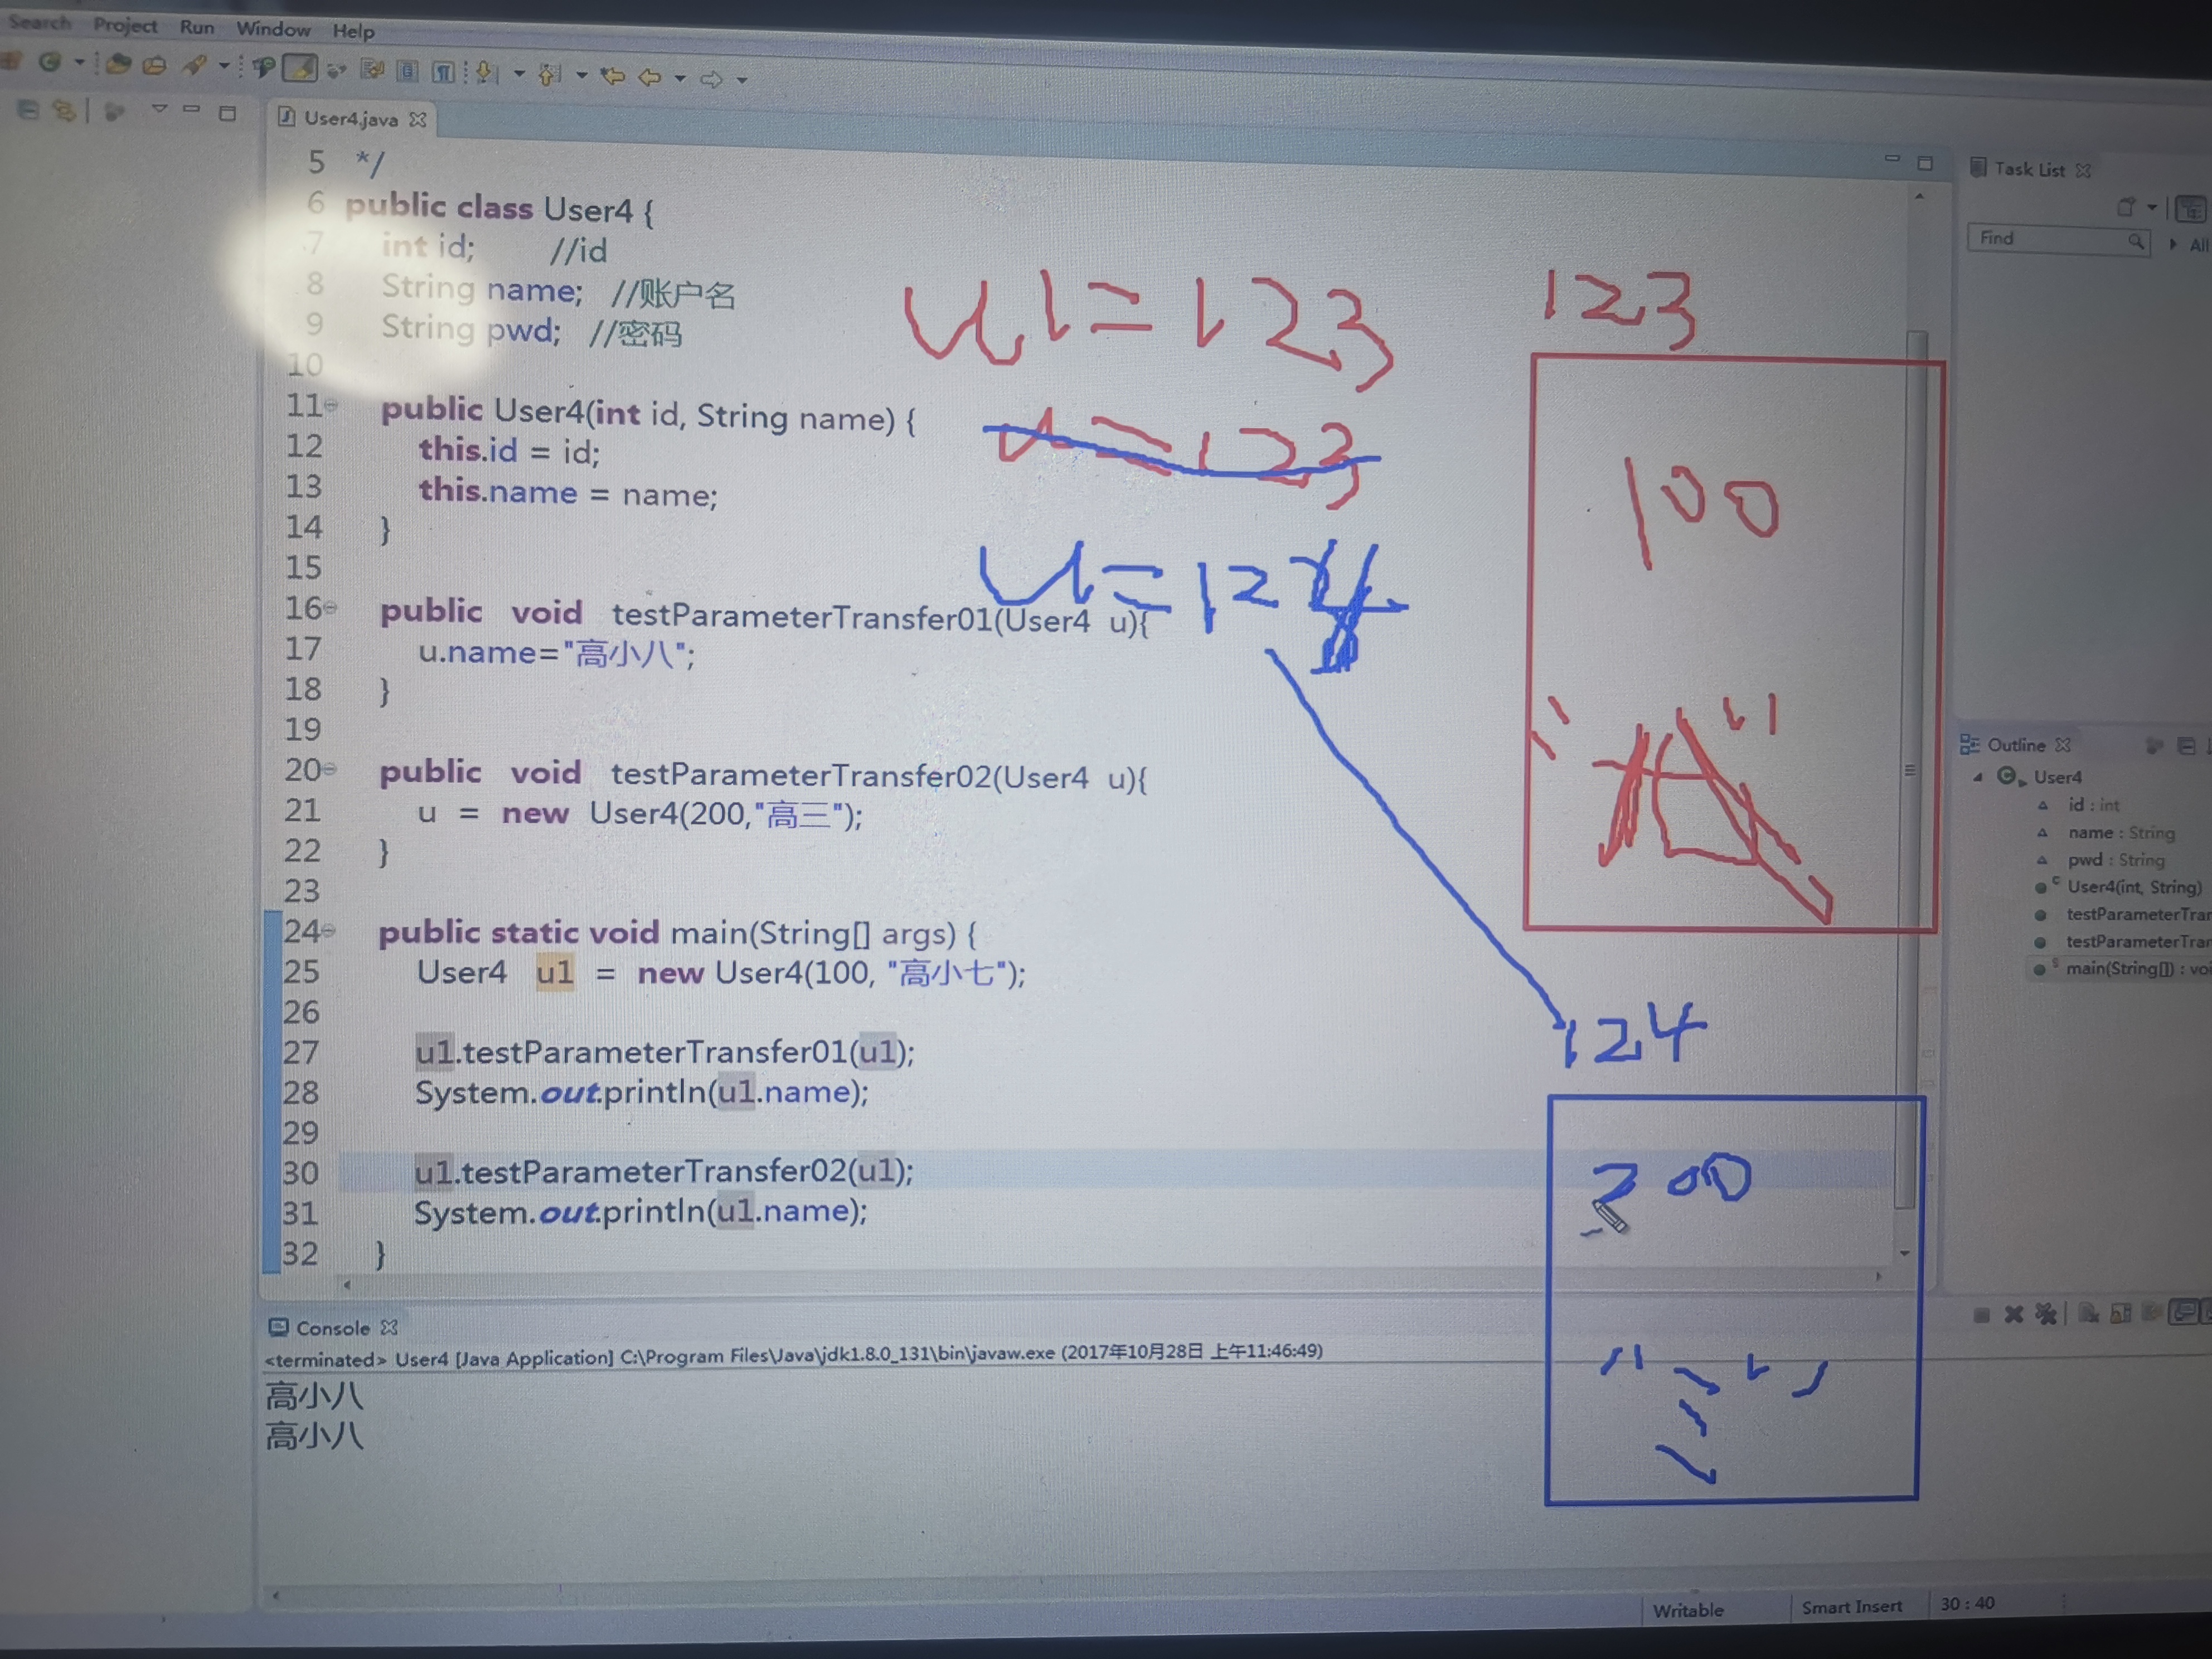 Search Project Run Window Help
User4.java
5 */
6 public class User4 {
7 int id; //id
8 String name; //账户名
9 String pwd; //密码
10
11 public User4(int id, String name) {
12 this.id = id;
13 this.name = name;
14 }
15
16 public void testParameterTransfer01(User4 u){
17 u.name="高小八";
18 }
19
20 public void testParameterTransfer02(User4 u){
21 u = new User4(200,"高三");
22 }
23
24 public static void main(String[] args) {
25 User4 u1 = new User4(100, "高小七");
26
27 u1.testParameterTransfer01(u1);
28 System.out.println(u1.name);
29
30 u1.testParameterTransfer02(u1);
31 System.out.println(u1.name);
32 }
u1=123
u=123
u=124
123
100
124
200
Task List
Find
All
Outline
User4
id : int
name : String
pwd : String
User4(int, String)
testParameterTrar
testParameterTrar
main(String[]) : voi
Console
<terminated> User4 [Java Application] C:\Program Files\Java\jdk1.8.0_131\bin\javaw.exe (2017年10月28日 上午11:46:49)
高小八
高小八
Writable Smart Insert 30 : 40